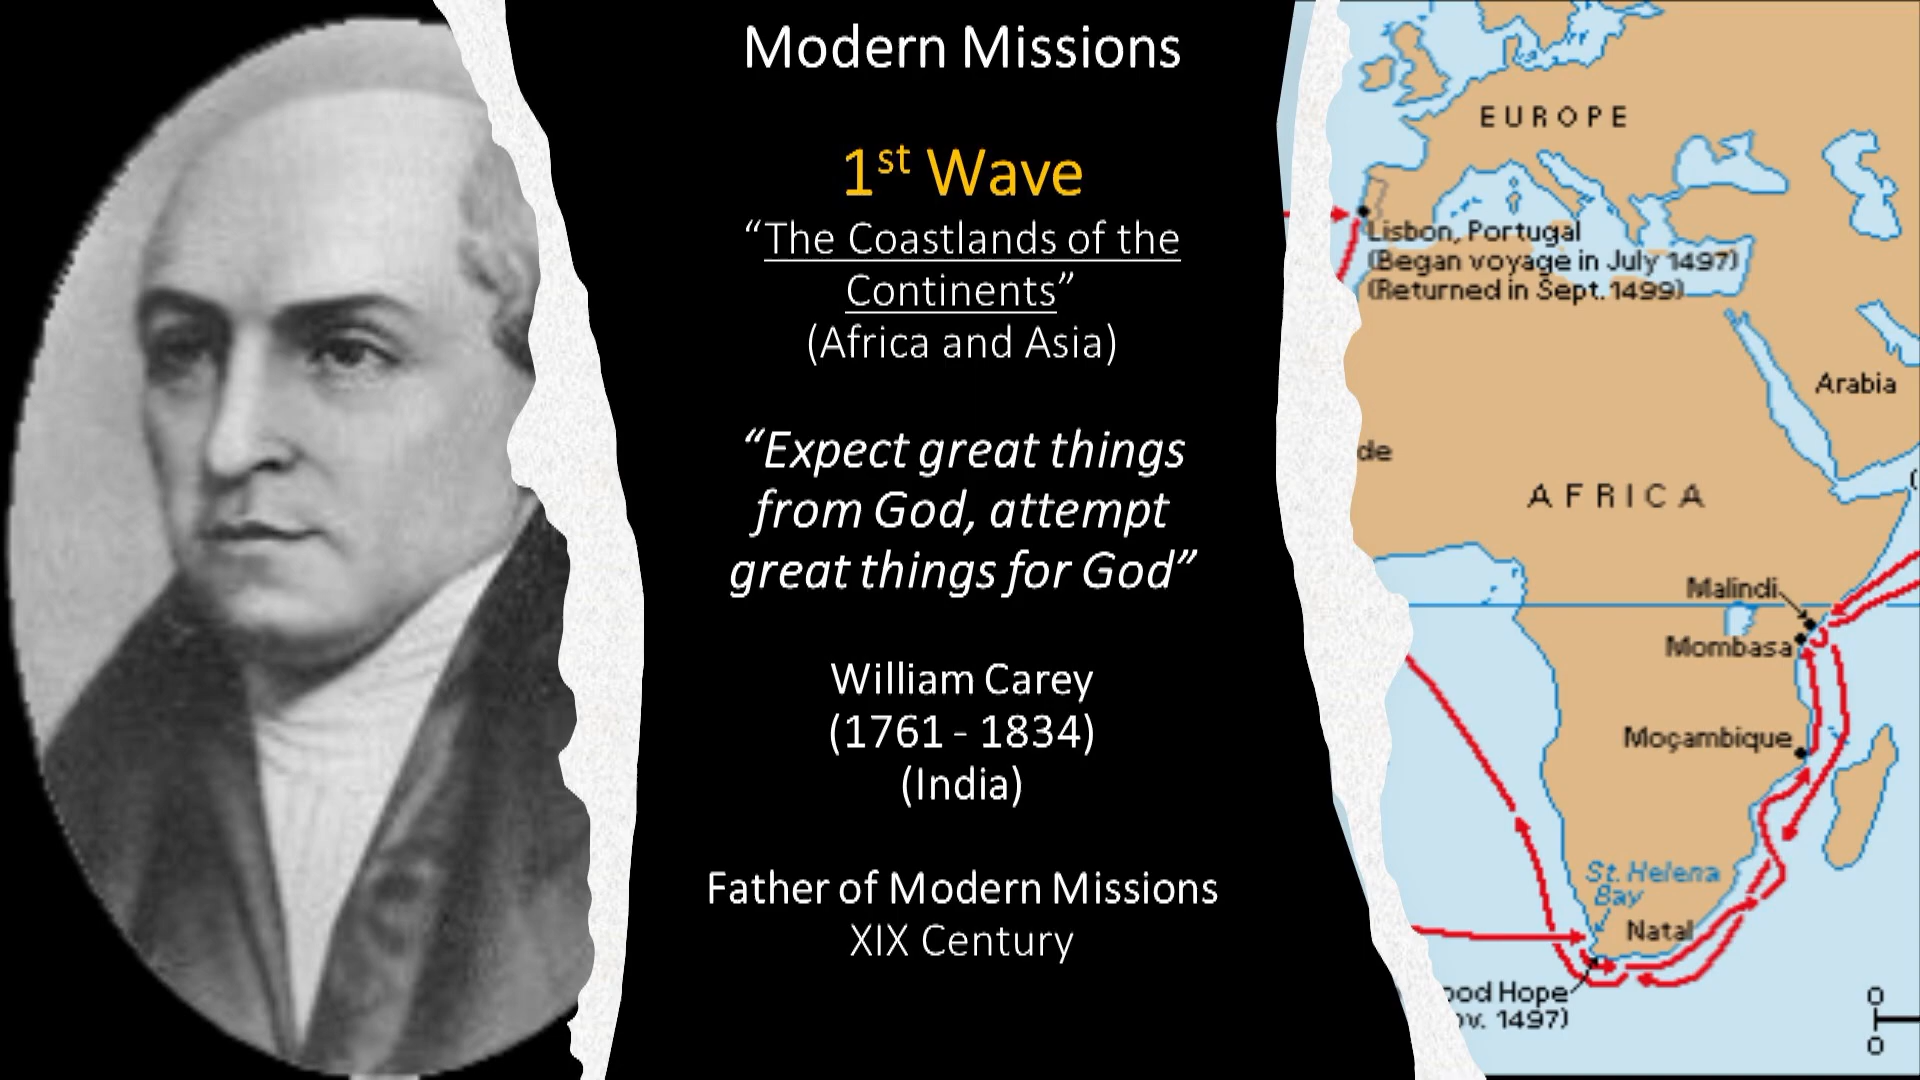 Modern Missions
1st Wave
“The Coastlands of the
Continents”
(Africa and Asia)
“Expect great things
from God, attempt
great things for God”
William Carey
(1761 - 1834)
(India)
Father of Modern Missions
XIX Century
EUROPE
Lisbon, Portugal
(Began voyage in July 1497)
(Returned in Sept. 1499)
Arabia
de
AFRICA
Malindi
Mombasa
Moçambique
St. Helena
Bay
Natal
ood Hope
ov. 1497)
0
0